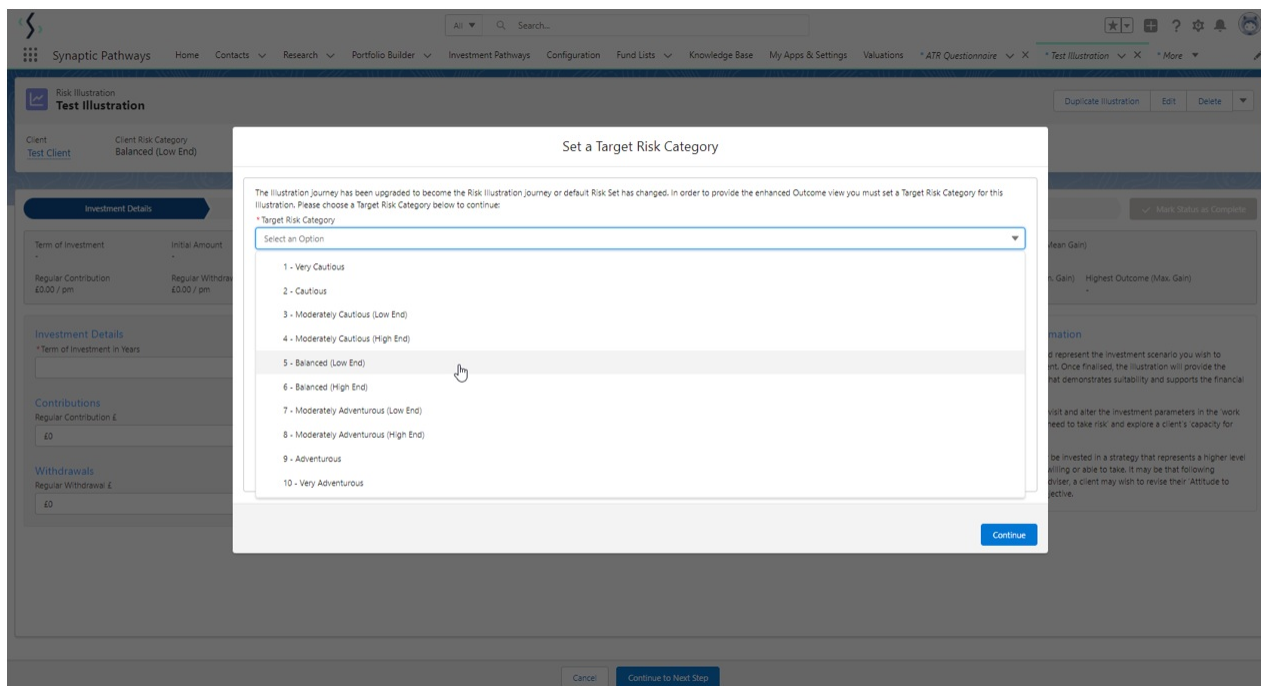 All
Search...
Synaptic Pathways
Home
Contacts
Research
Portfolio Builder
Investment Pathways
Configuration
Fund Lists
Knowledge Base
My Apps & Settings
Valuations
* ATR Questionnaire
* Test Illustration
* More
Risk Illustration
Test Illustration
Duplicate Illustration
Edit
Delete
Client
Test Client
Client Risk Category
Balanced (Low End)
Set a Target Risk Category
The Illustration journey has been upgraded to become the Risk Illustration journey or default Risk Set has changed. In order to provide the enhanced Outcome view you must set a Target Risk Category for this
Illustration. Please choose a Target Risk Category below to continue:
* Target Risk Category
Select an Option
1 - Very Cautious
2 - Cautious
3 - Moderately Cautious (Low End)
4 - Moderately Cautious (High End)
5 - Balanced (Low End)
6 - Balanced (High End)
7 - Moderately Adventurous (Low End)
8 - Moderately Adventurous (High End)
9 - Adventurous
10 - Very Adventurous
Continue
Investment Details
Mark Status as Complete
Term of Investment
-
Initial Amount
-
Mean Gain)
Regular Contribution
£0.00 / pm
Regular Withdraw
£0.00 / pm
n. Gain)
Highest Outcome (Max. Gain)
-
Investment Details
* Term of Investment in Years
Contributions
Regular Contribution £
£0
Withdrawals
Regular Withdrawal £
£0
mation
d represent the investment scenario you wish to
nt. Once finalised, the illustration will provide the
hat demonstrates suitability and supports the financial
visit and alter the investment parameters in the 'work
need to take risk' and explore a client's 'capacity for
be invested in a strategy that represents a higher level
willing or able to take. It may be that following
dviser, a client may wish to revise their 'Attitude to
jective.
Cancel
Continue to Next Step